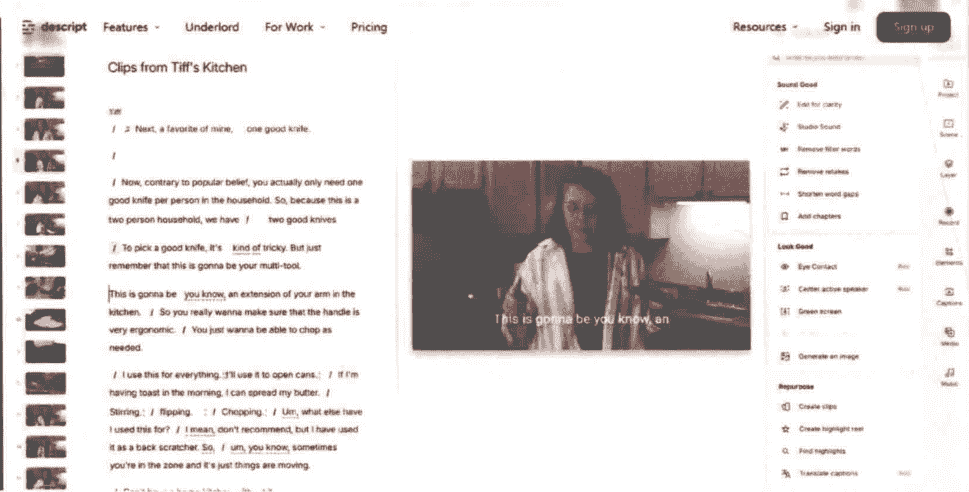 descript
Features
Underlord
For Work
Pricing
Resources
Sign in
Sign up
Clips from Tiff's Kitchen
Tiff
/ ♫ Next, a favorite of mine, one good knife.
/
/ Now, contrary to popular belief, you actually only need one
good knife per person in the household. So, because this is a
two person household, we have / two good knives
/ To pick a good knife, it's kind of tricky. But just
remember that this is gonna be your multi-tool.
This is gonna be you know, an extension of your arm in the
kitchen. / So you really wanna make sure that the handle is
very ergonomic. / You just wanna be able to chop as
needed.
/ I use this for everything. I'll use it to open cans. / If I'm
having toast in the morning, I can spread my butter. /
Stirring. / flipping. / Chopping. / Um, what else have
I used this for? / I mean, don't recommend, but I have used
it as a back scratcher. So, / um, you know, sometimes
you're in the zone and it's just things are moving.
This is gonna be you know, an
Sound Good
Edit for clarity
Studio Sound
Remove filler words
Remove retakes
Shorten word gaps
Add chapters
Look Good
Eye Contact
Center active speaker
Green screen
Generate an image
Repurpose
Create clips
Create highlight reel
Find highlights
Translate captions
Project
Scene
Layer
Record
Elements
Captions
Media
Music